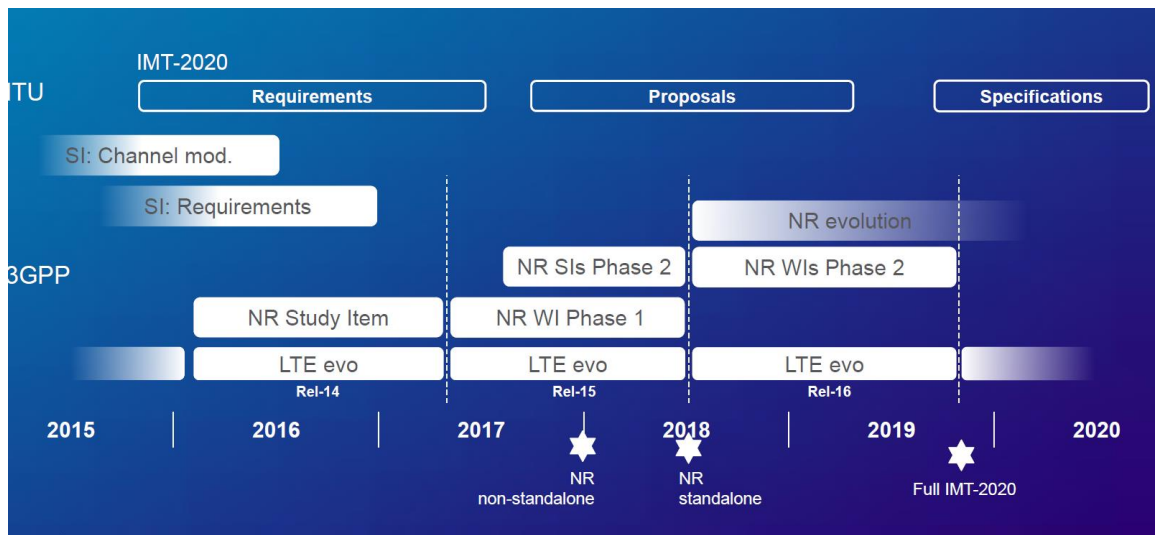 IMT-2020
ITU
Requirements
Proposals
Specifications
SI: Channel mod.
SI: Requirements
NR evolution
3GPP
NR SIs Phase 2
NR WIs Phase 2
NR Study Item
NR WI Phase 1
LTE evo
LTE evo
LTE evo
Rel-14
Rel-15
Rel-16
2015
2016
2017
2018
2019
2020
NR
non-standalone
NR
standalone
Full IMT-2020